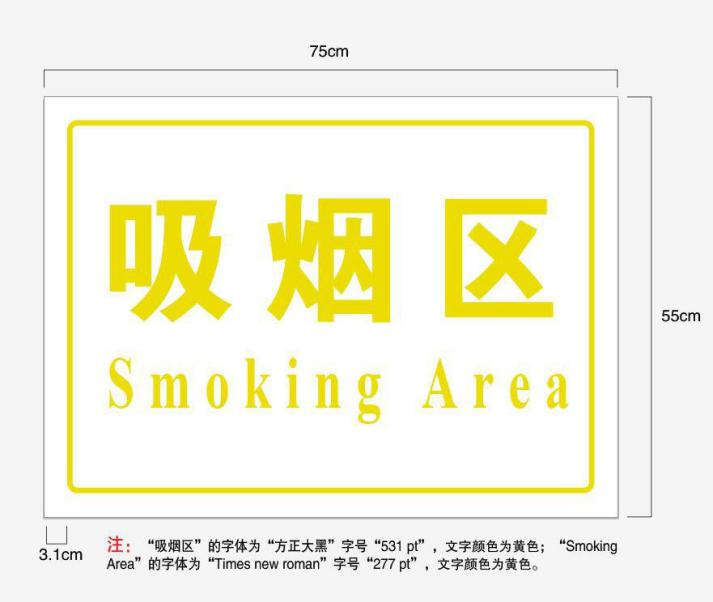 75cm
吸烟区
55cm
Smoking Area
3.1cm
注：“吸烟区”的字体为“方正大黑”字号“531 pt”，文字颜色为黄色；“Smoking
Area”的字体为“Times new roman”字号“277 pt”，文字颜色为黄色。